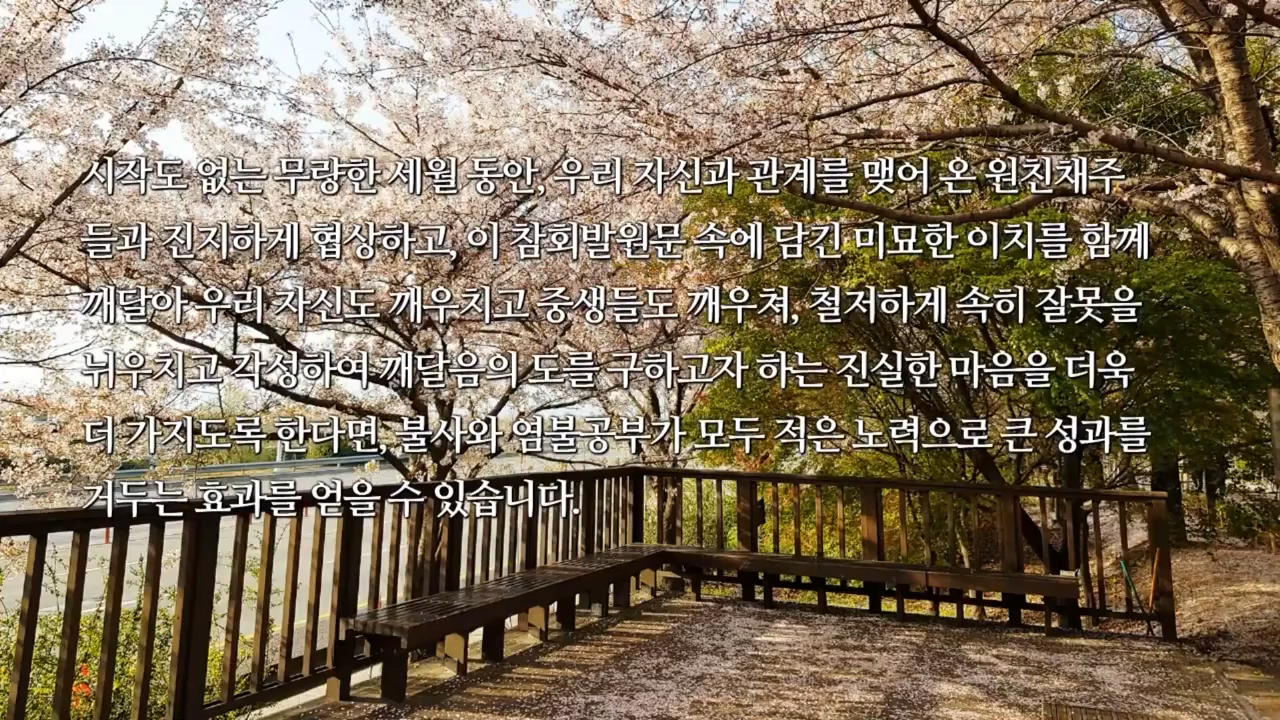 시작도 없는 무량한 세월 동안, 우리 자신과 관계를 맺어 온 원친채주
들과 진지하게 협상하고, 이 참회발원문 속에 담긴 미묘한 이치를 함께
깨달아 우리 자신도 깨우치고 중생들도 깨우쳐, 철저하게 속히 잘못을
뉘우치고 각성하여 깨달음의 도를 구하고자 하는 진실한 마음을 더욱
더 가지도록 한다면, 불사와 염불공부가 모두 적은 노력으로 큰 성과를
거두는 효과를 얻을 수 있습니다.